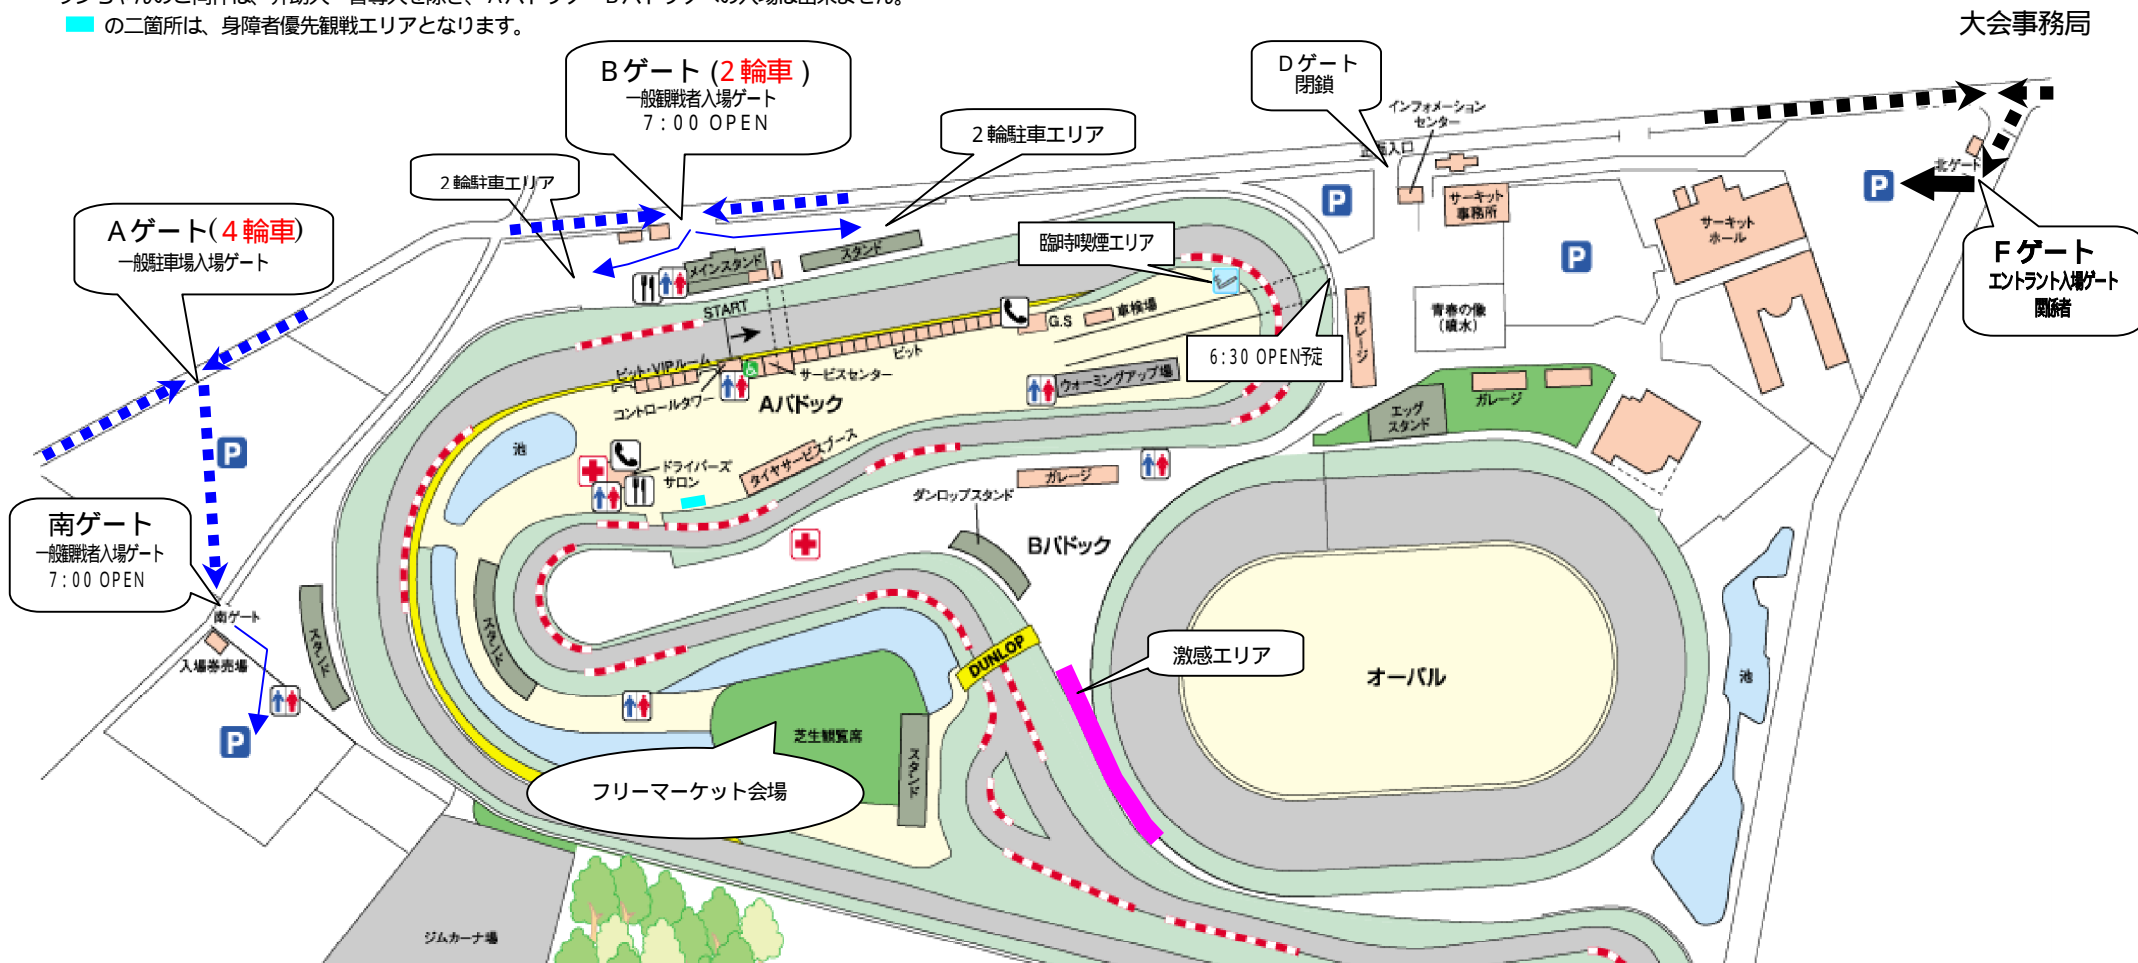 の二箇所は、身障者優先観戦エリアとなります。
大会事務局
Bゲート(2輪車)
一般観戦者入場ゲート
7:00 OPEN
Dゲート
閉鎖
インフォメーション
センター
2輪駐車エリア
2輪駐車エリア
北ゲート
Aゲート(4輪車)
一般駐車場入場ゲート
サーキット
事務所
サーキット
ホール
Fゲート
エントラント入場ゲート
関係者
臨時喫煙エリア
スタンド
メインスタンド
START
G.S
車検場
ピット
ガレージ
青春の像
(噴水)
6:30 OPEN予定
ピット・VIPルーム
サービスセンター
コントロールタワー
Aパドック
ウォーミングアップ場
ガレージ
エッグ
スタンド
池
タイヤサービスブース
ドライバーズ
サロン
ガレージ
ダンロップスタンド
Bパドック
南ゲート
一般観戦者入場ゲート
7:00 OPEN
南ゲート
入場券売場
スタンド
スタンド
DUNLOP
激感エリア
オーバル
池
芝生観覧席
スタンド
フリーマーケット会場
ジムカーナ場
P
P
P
P
P